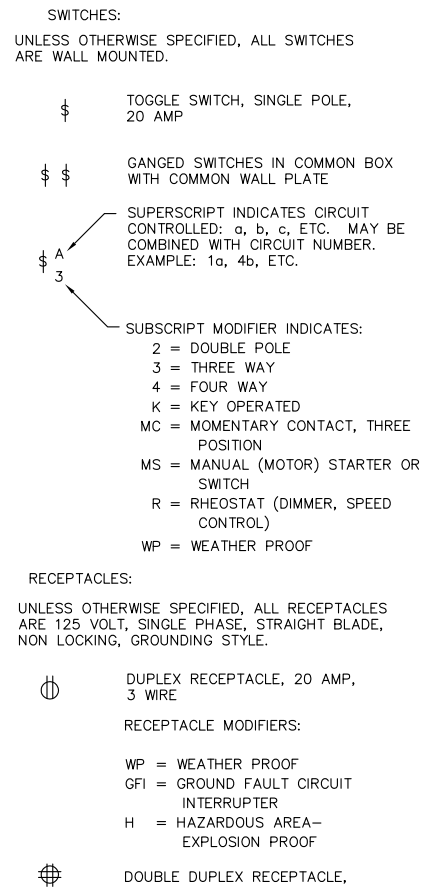 SWITCHES:
UNLESS OTHERWISE SPECIFIED, ALL SWITCHES
ARE WALL MOUNTED.
$ TOGGLE SWITCH, SINGLE POLE,
20 AMP
$ $ GANGED SWITCHES IN COMMON BOX
WITH COMMON WALL PLATE
SUPERSCRIPT INDICATES CIRCUIT
CONTROLLED: a, b, c, ETC. MAY BE
COMBINED WITH CIRCUIT NUMBER.
EXAMPLE: 1a, 4b, ETC.
$ A
3
SUBSCRIPT MODIFIER INDICATES:
2 = DOUBLE POLE
3 = THREE WAY
4 = FOUR WAY
K = KEY OPERATED
MC = MOMENTARY CONTACT, THREE
POSITION
MS = MANUAL (MOTOR) STARTER OR
SWITCH
R = RHEOSTAT (DIMMER, SPEED
CONTROL)
WP = WEATHER PROOF
RECEPTACLES:
UNLESS OTHERWISE SPECIFIED, ALL RECEPTACLES
ARE 125 VOLT, SINGLE PHASE, STRAIGHT BLADE,
NON LOCKING, GROUNDING STYLE.
DUPLEX RECEPTACLE, 20 AMP,
3 WIRE
RECEPTACLE MODIFIERS:
WP = WEATHER PROOF
GFI = GROUND FAULT CIRCUIT
INTERRUPTER
H = HAZARDOUS AREA–
EXPLOSION PROOF
DOUBLE DUPLEX RECEPTACLE,